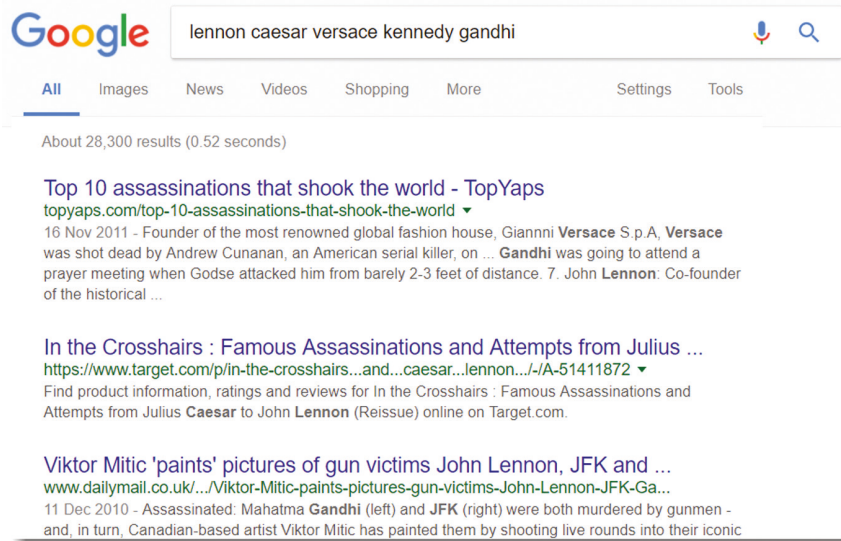 Google
lennon caesar versace kennedy gandhi
All Images News Videos Shopping More Settings Tools
About 28,300 results (0.52 seconds)
Top 10 assassinations that shook the world - TopYaps
topyaps.com/top-10-assassinations-that-shook-the-world
16 Nov 2011 - Founder of the most renowned global fashion house, Giannni Versace S.p.A, Versace
was shot dead by Andrew Cunanan, an American serial killer, on ... Gandhi was going to attend a
prayer meeting when Godse attacked him from barely 2-3 feet of distance. 7. John Lennon: Co-founder
of the historical ...
In the Crosshairs : Famous Assassinations and Attempts from Julius ...
https://www.target.com/p/in-the-crosshairs...and...caesar...lennon.../-/A-51411872
Find product information, ratings and reviews for In the Crosshairs : Famous Assassinations and
Attempts from Julius Caesar to John Lennon (Reissue) online on Target.com.
Viktor Mitic 'paints' pictures of gun victims John Lennon, JFK and ...
www.dailymail.co.uk/.../Viktor-Mitic-paints-pictures-gun-victims-John-Lennon-JFK-Ga...
11 Dec 2010 - Assassinated: Mahatma Gandhi (left) and JFK (right) were both murdered by gunmen -
and, in turn, Canadian-based artist Viktor Mitic has painted them by shooting live rounds into their iconic